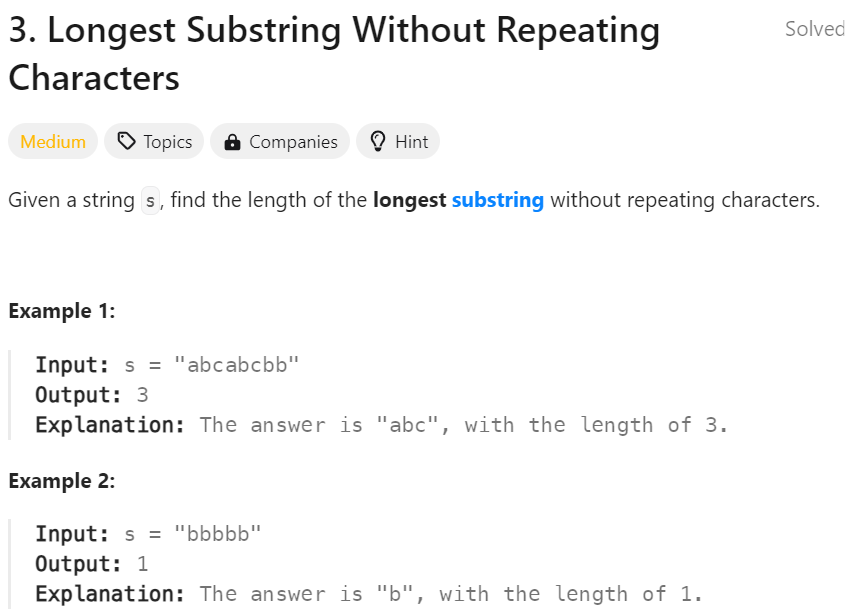 3. Longest Substring Without Repeating
Solved
Characters
Medium Topics Companies Hint
Given a string s, find the length of the longest substring without repeating characters.
Example 1:
Input: s = "abcabcbb"
Output: 3
Explanation: The answer is "abc", with the length of 3.
Example 2:
Input: s = "bbbbb"
Output: 1
Explanation: The answer is "b", with the length of 1.